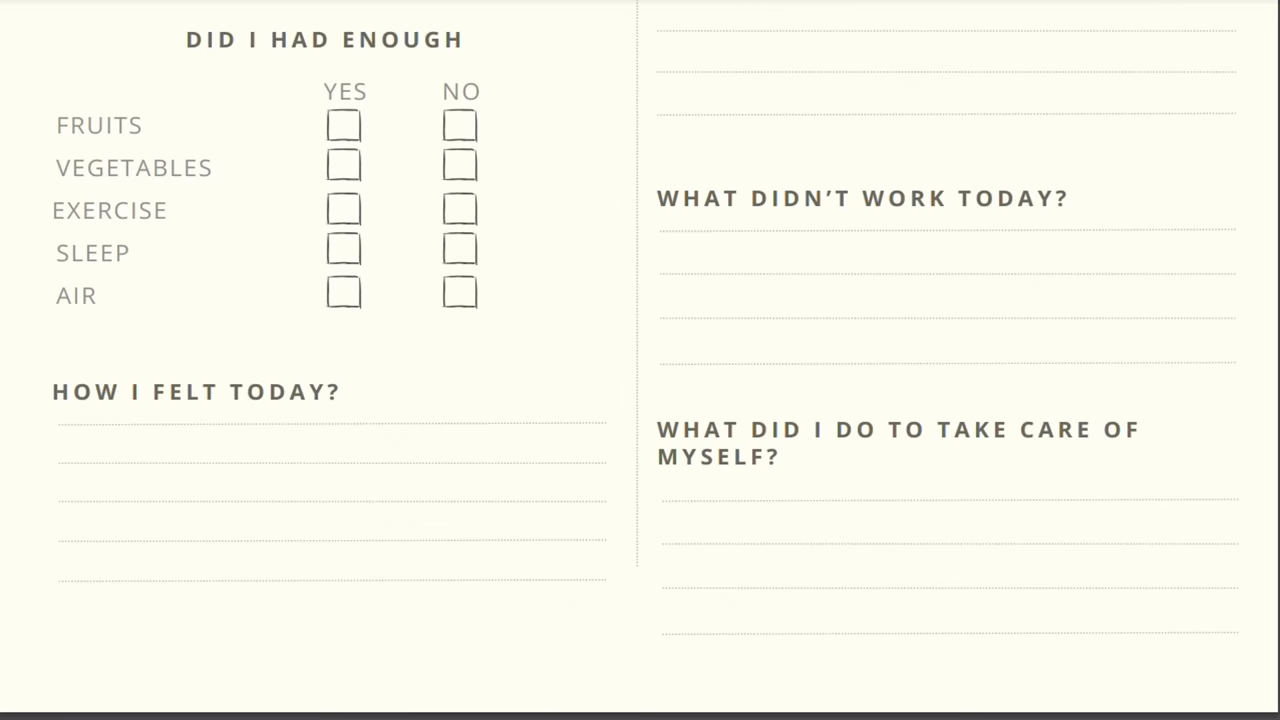 DID I HAD ENOUGH
YES NO
FRUITS
VEGETABLES
EXERCISE
SLEEP
AIR
HOW I FELT TODAY?
WHAT DIDN’T WORK TODAY?
WHAT DID I DO TO TAKE CARE OF
MYSELF?